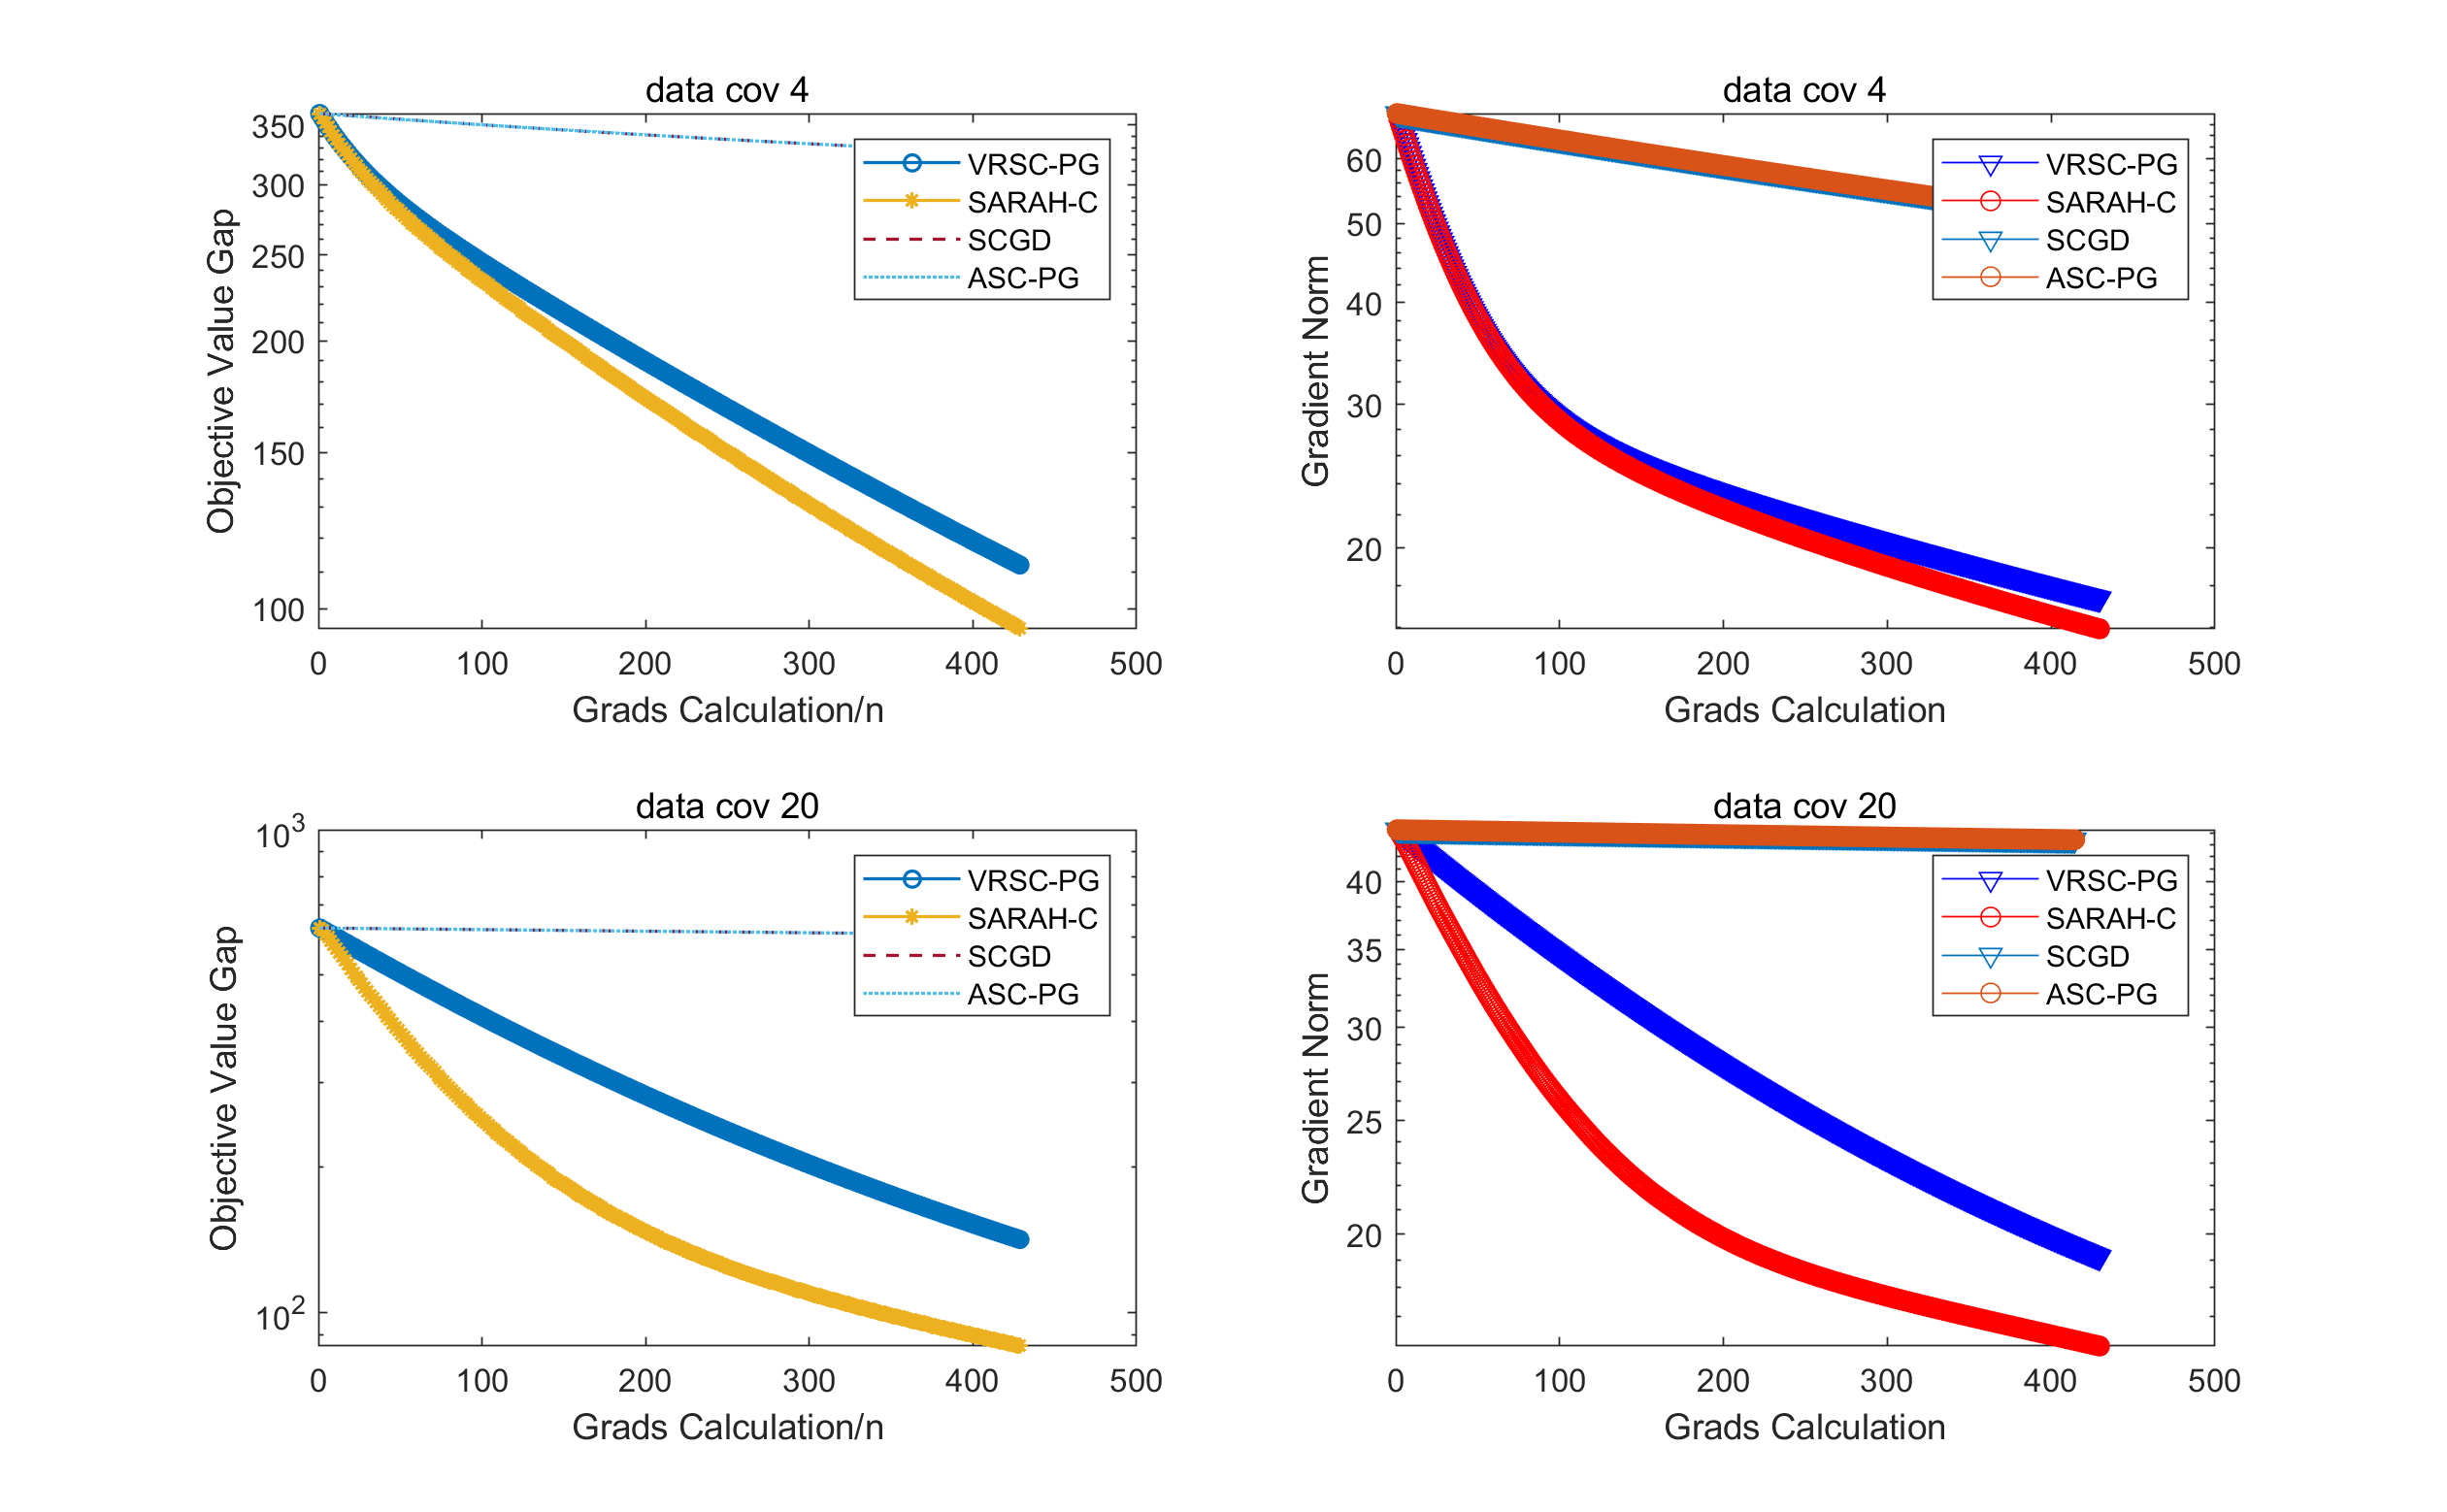 data cov 4
350
300
250
200
150
100
0 100 200 300 400 500
Objective Value Gap
Grads Calculation/n
VRSC-PG
SARAH-C
SCGD
ASC-PG
data cov 4
60
50
40
30
20
0 100 200 300 400 500
Gradient Norm
Grads Calculation
VRSC-PG
SARAH-C
SCGD
ASC-PG
data cov 20
10^3
10^2
0 100 200 300 400 500
Objective Value Gap
Grads Calculation/n
VRSC-PG
SARAH-C
SCGD
ASC-PG
data cov 20
40
35
30
25
20
0 100 200 300 400 500
Gradient Norm
Grads Calculation
VRSC-PG
SARAH-C
SCGD
ASC-PG